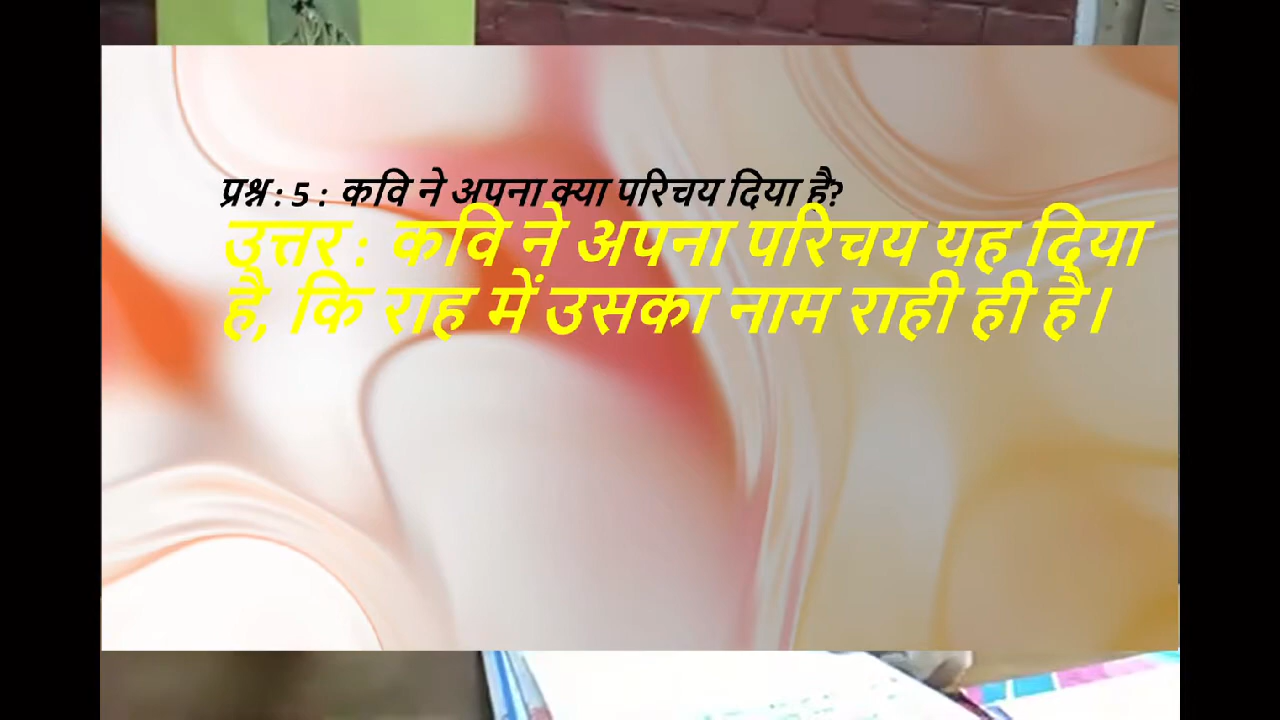 प्रश्न : 5 : कवि ने अपना क्या परिचय दिया है?
उत्तर : कवि ने अपना परिचय यह दिया
है, कि राह में उसका नाम राही ही है।